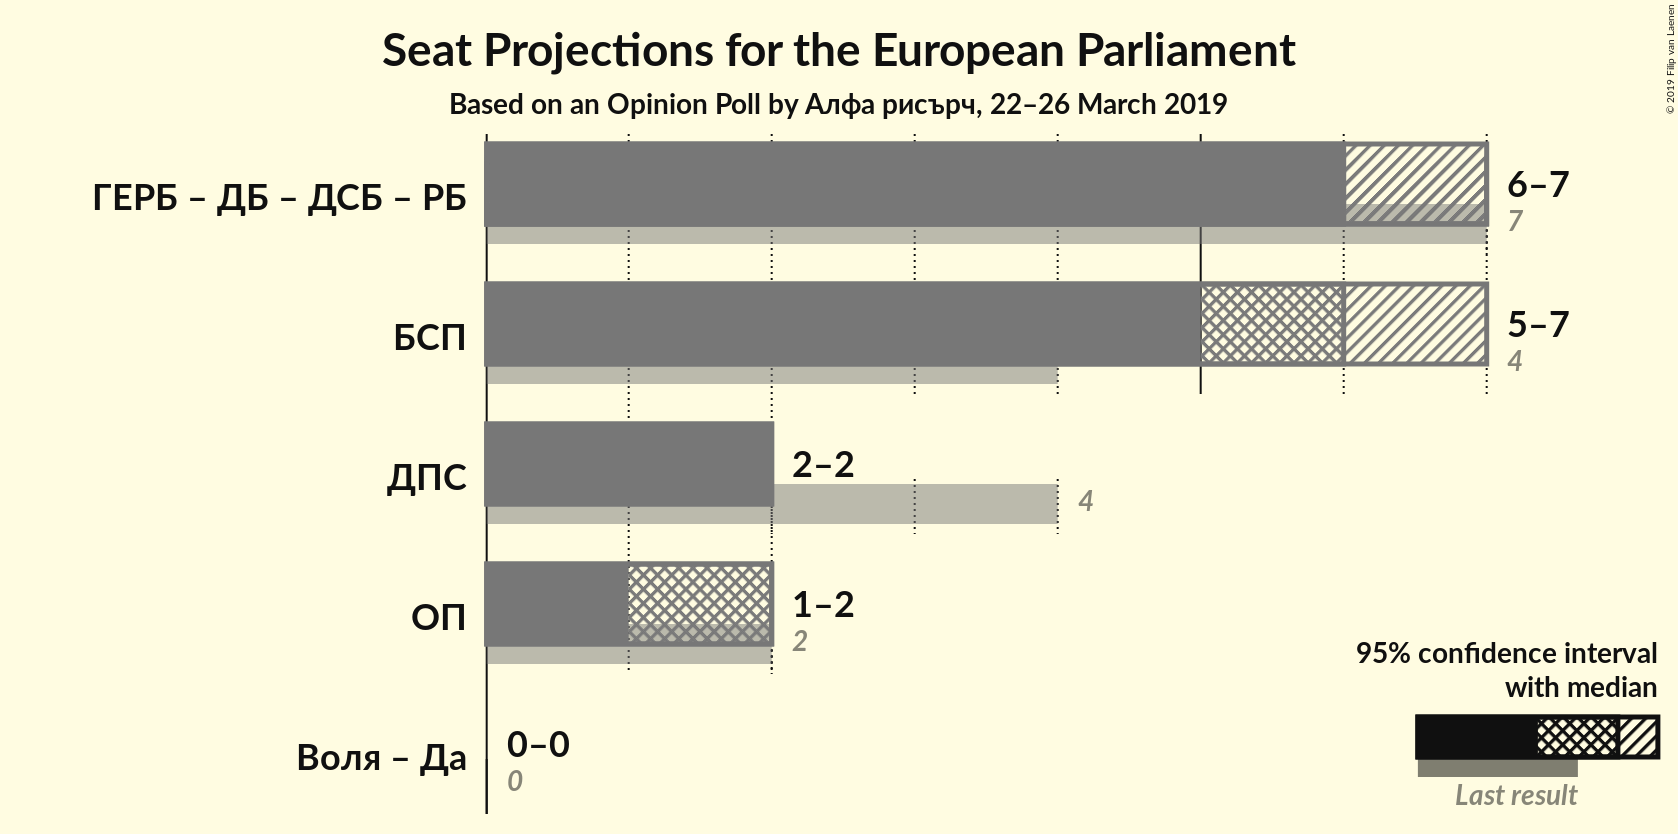 Seat Projections for the European Parliament
Based on an Opinion Poll by Алфа рисърч, 22–26 March 2019
© 2019 Filip van Laenen
ГЕРБ – ДБ – ДСБ – РБ
6–7
7
БСП
5–7
4
ДПС
2–2
4
ОП
1–2
2
Воля – Да
0–0
0
95% confidence interval
with median
Last result